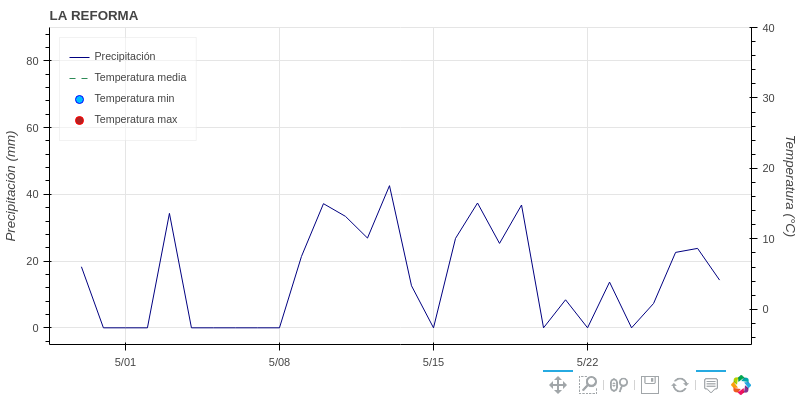 LA REFORMA
Precipitación
Temperatura media
Temperatura min
Temperatura max
Precipitación (mm)
80
60
40
20
0
Temperatura (°C)
40
30
20
10
0
5/01
5/08
5/15
5/22